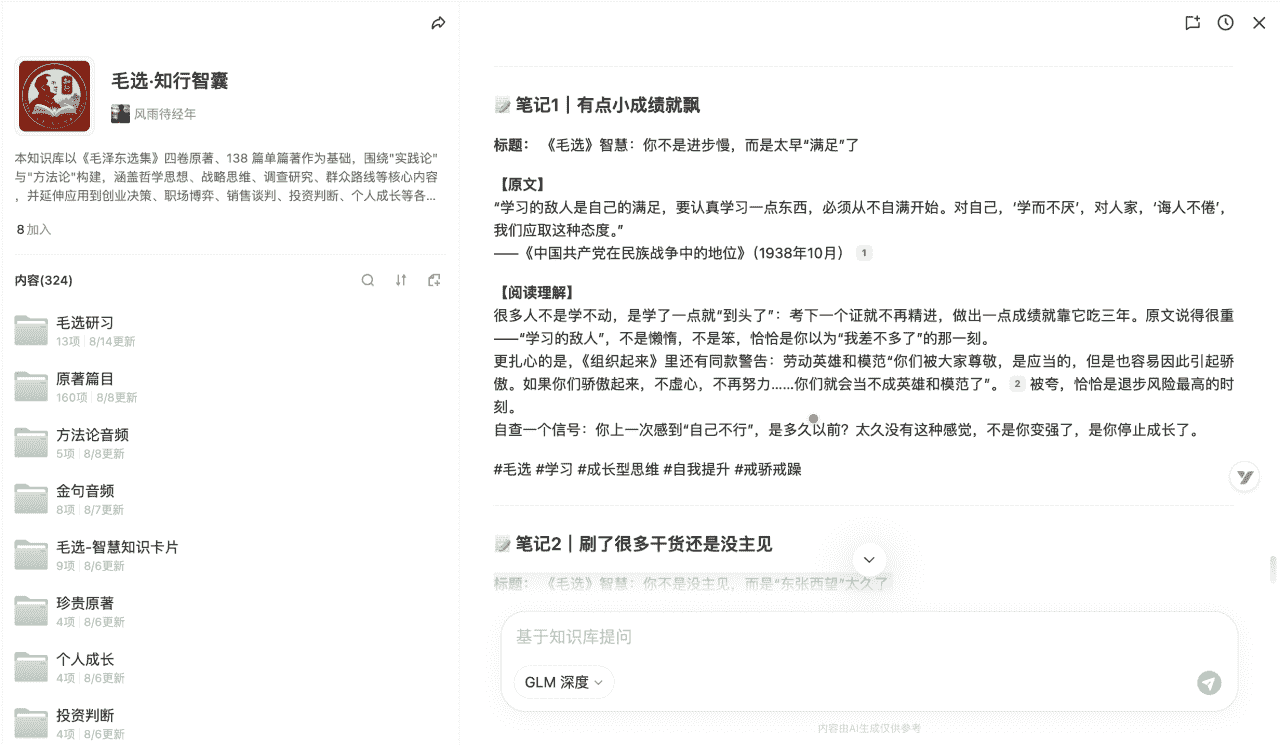 毛选·知行智囊
风雨待经年
本知识库以《毛泽东选集》四卷原著、138 篇单篇著作为基础，围绕"实践论"
与"方法论"构建，涵盖哲学思想、战略思维、调查研究、群众路线等核心内容
，并延伸应用到创业决策、职场博弈、销售谈判、投资判断、个人成长等各...
8加入
内容(324)
毛选研习
13项 | 8/14更新
原著篇目
160项 | 8/8更新
方法论音频
5项 | 8/8更新
金句音频
8项 | 8/7更新
毛选-智慧知识卡片
9项 | 8/6更新
珍贵原著
4项 | 8/6更新
个人成长
4项 | 8/6更新
投资判断
4项 | 8/6更新
笔记1｜有点小成绩就飘
标题：《毛选》智慧：你不是进步慢，而是太早“满足”了
【原文】
“学习的敌人是自己的满足，要认真学习一点东西，必须从不自满开始。对自己，‘学而不厌’，对人家，‘诲人不倦’，
我们应取这种态度。”
——《中国共产党在民族战争中的地位》（1938年10月） 1
【阅读理解】
很多人不是学不动，是学了一点就“到头了”：考下一个证就不再精进，做出一点成绩就靠它吃三年。原文说得很重
——“学习的敌人”，不是懒惰，不是笨，恰恰是你以为“我差不多了”的那一刻。
更扎心的是，《组织起来》里还有同款警告：劳动英雄和模范“你们被大家尊敬，是应当的，但是也容易因此引起骄
傲。如果你们骄傲起来，不虚心，不再努力……你们就会当不成英雄和模范了”。 2 被夸，恰恰是退步风险最高的时
刻。
自查一个信号：你上一次感到“自己不行”，是多久以前？太久没有这种感觉，不是你变强了，是你停止成长了。
#毛选 #学习 #成长型思维 #自我提升 #戒骄戒躁
笔记2｜刷了很多干货还是没主见
标题：《毛选》智慧：你不是没主见，而是“东张西望”太久了
基于知识库提问
GLM 深度
内容由AI生成仅供参考